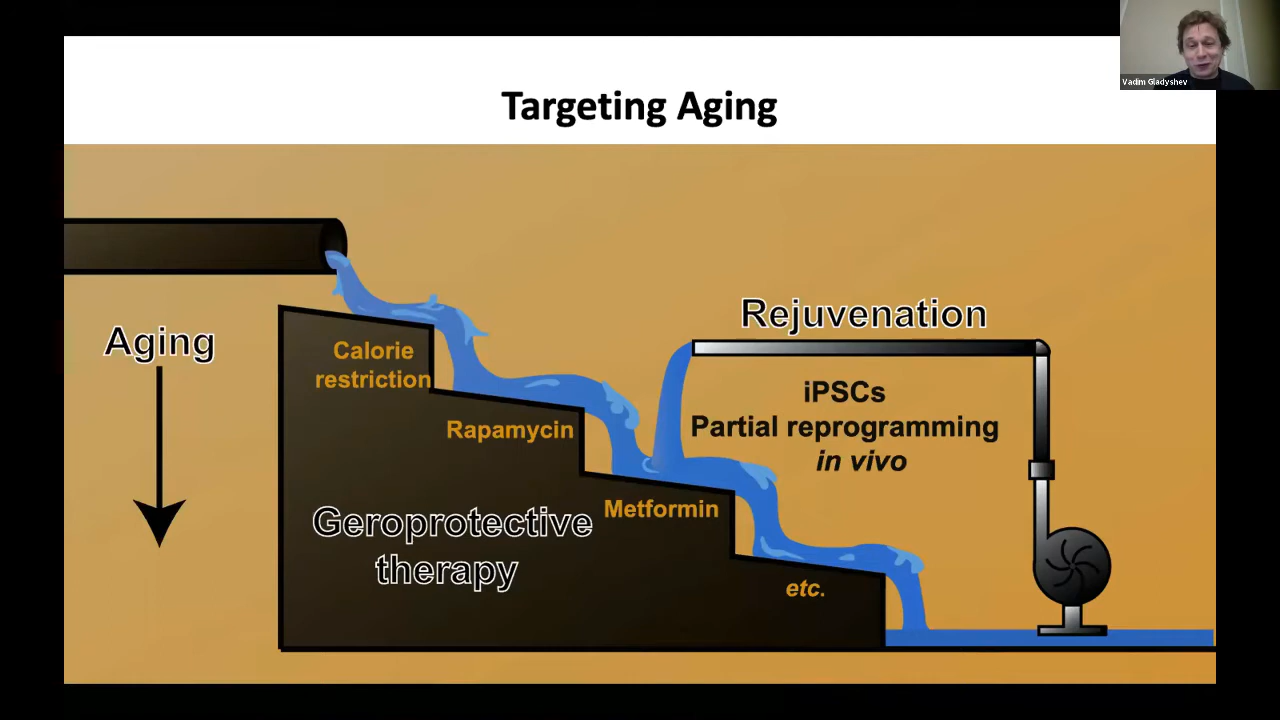 Vadim Gladyshev
Targeting Aging
Aging
Calorie
restriction
Rapamycin
Metformin
etc.
Geroprotective
therapy
Rejuvenation
iPSCs
Partial reprogramming
in vivo